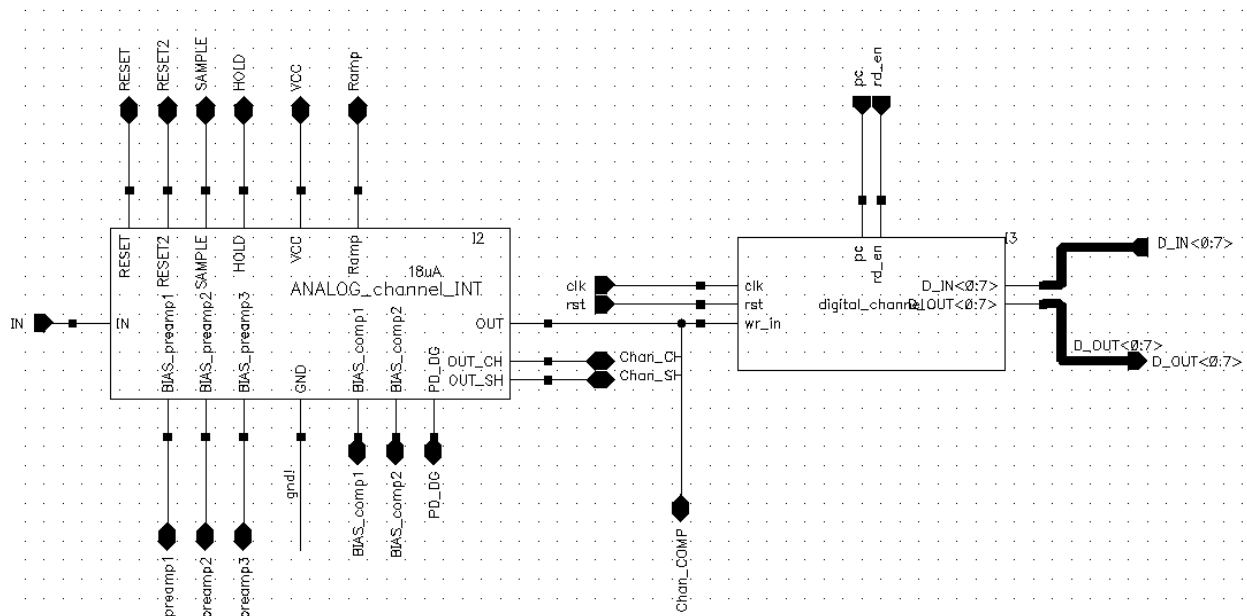 RESET
RESET2
SAMPLE
HOLD
VCC
Ramp
pc
rd_en
RESET
RESET2
SAMPLE
HOLD
VCC
Ramp
I2
18uA
ANALOG_channel_INT
IN
IN
BIAS_preamp1
BIAS_preamp2
BIAS_preamp3
GND
BIAS_comp1
BIAS_comp2
PD_DG
OUT
OUT_CH
OUT_SH
Chan_CH
Chan_SH
pc
rd_en
I3
clk
rst
clk
rst
wr_in
digital_channel
D_IN<0:7>
D_OUT<0:7>
D_IN<0:7>
D_OUT<0:7>
D_OUT<0:7>
gnd!
BIAS_comp1
BIAS_comp2
PD_DG
Chan_COMP
preamp1
preamp2
preamp3